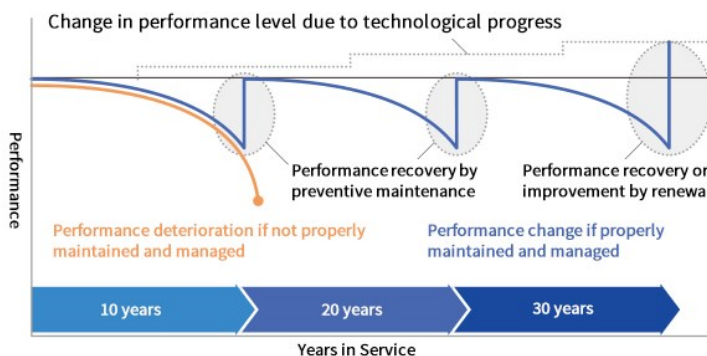 Change in performance level due to technological progress
Performance
Performance recovery by
preventive maintenance
Performance recovery or
improvement by renewa
Performance deterioration if not properly
maintained and managed
Performance change if properly
maintained and managed
10 years
20 years
30 years
Years in Service